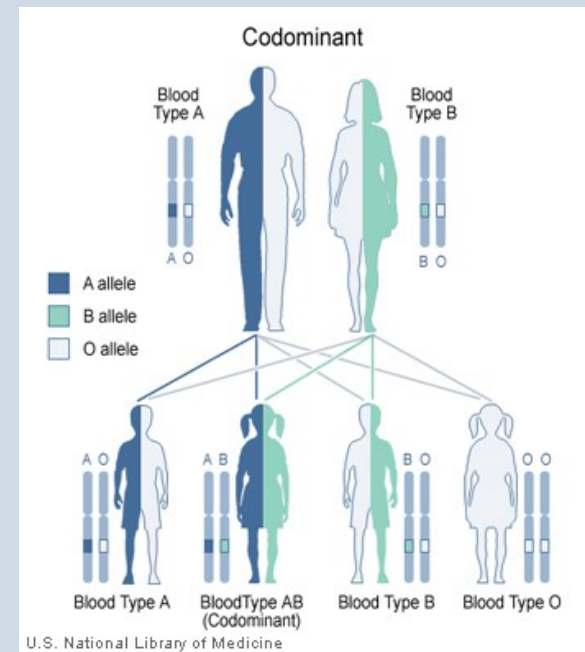 Codominant
Blood
Type A
Blood
Type B
A O
B O
A allele
B allele
O allele
A O
A B
B O
O O
Blood Type A
BloodType AB
(Codominant)
Blood Type B
Blood Type O
U.S. National Library of Medicine